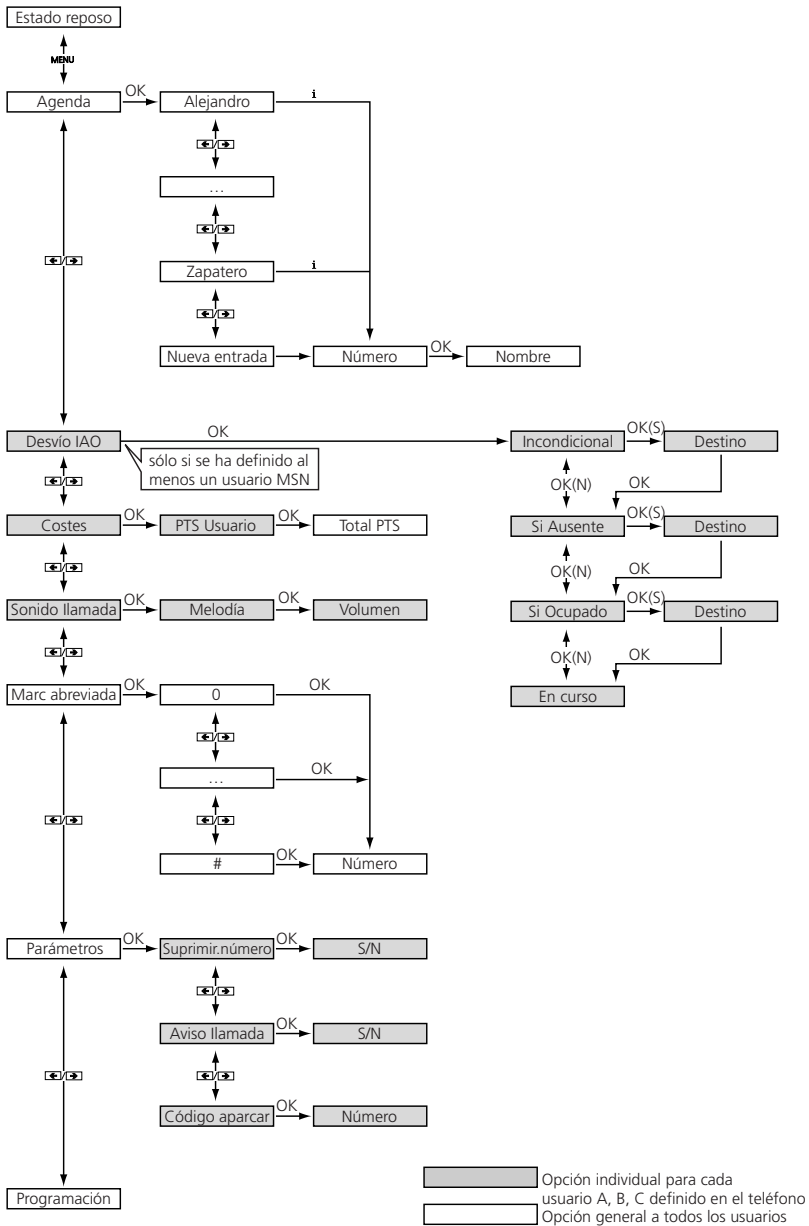 Estado reposo
MENU
Agenda
OK
Alejandro
i
...
Zapatero
i
Nueva entrada
Número
OK
Nombre
Desvío IAO
OK
sólo si se ha definido al
menos un usuario MSN
Incondicional
OK(S)
Destino
OK(N)
OK
Si Ausente
OK(S)
Destino
OK(N)
OK
Si Ocupado
OK(S)
Destino
OK(N)
OK
En curso
Costes
OK
PTS Usuario
OK
Total PTS
Sonido llamada
OK
Melodía
OK
Volumen
Marc abreviada
OK
0
OK
...
OK
#
OK
Número
Parámetros
OK
Suprimir.número
OK
S/N
Aviso llamada
OK
S/N
Código aparcar
OK
Número
Programación
Opción individual para cada
usuario A, B, C definido en el teléfono
Opción general a todos los usuarios